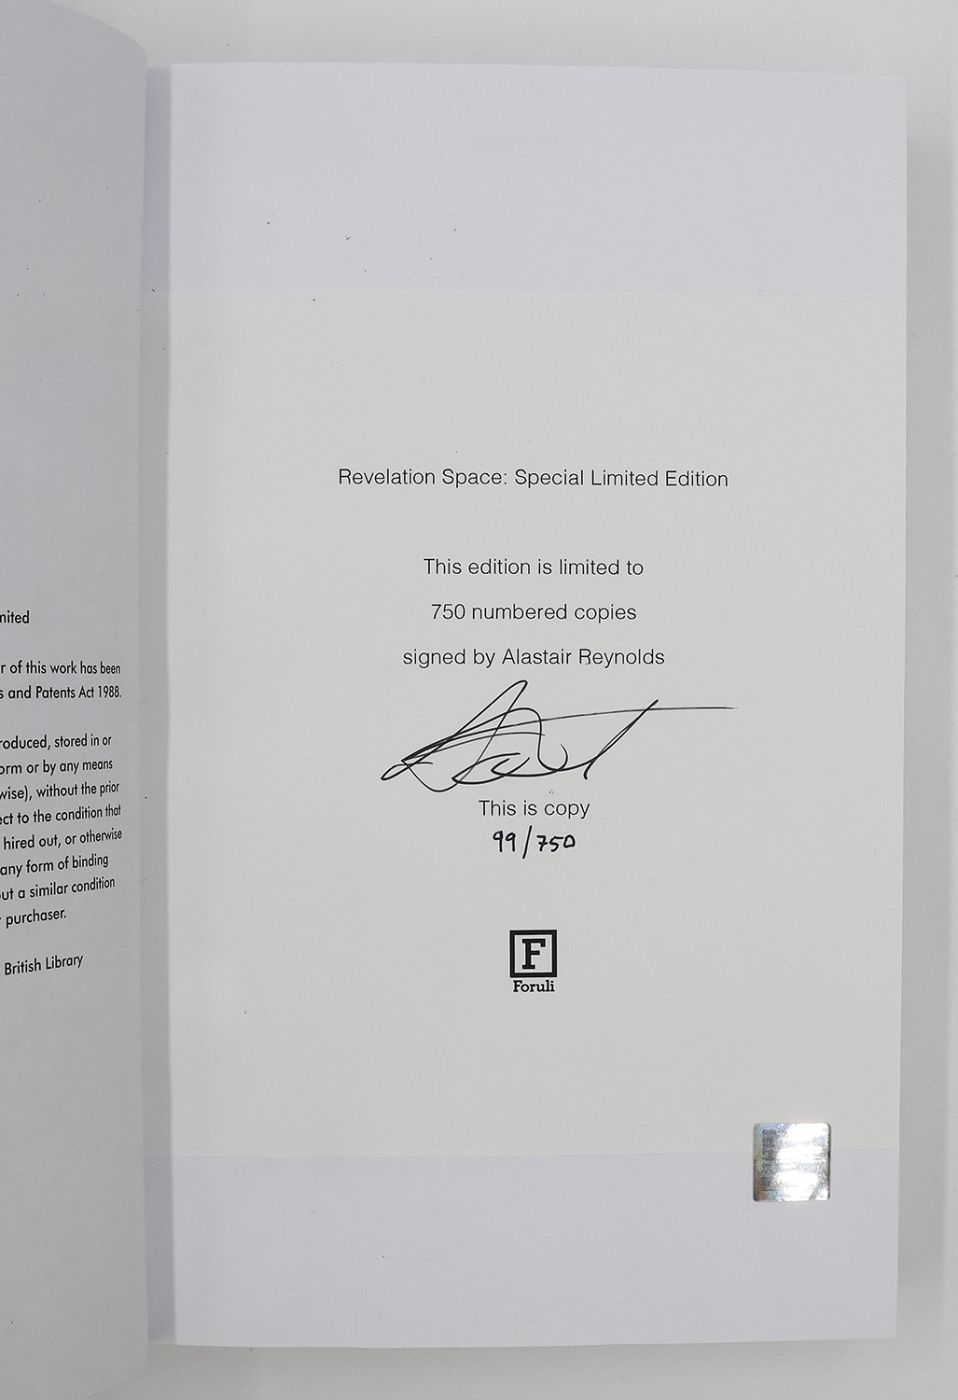 nited
r of this work has been
s and Patents Act 1988.
roduced, stored in or
orm or by any means
wise), without the prior
ect to the condition that
hired out, or otherwise
any form of binding
out a similar condition
purchaser.
British Library
Revelation Space: Special Limited Edition
This edition is limited to
750 numbered copies
signed by Alastair Reynolds
This is copy
99/750
F
Foruli